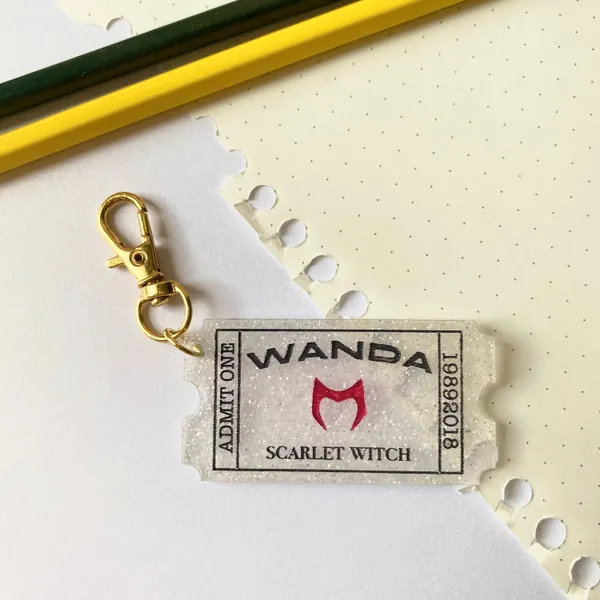 ADMIT ONE
WANDA
SCARLET WITCH
19892018